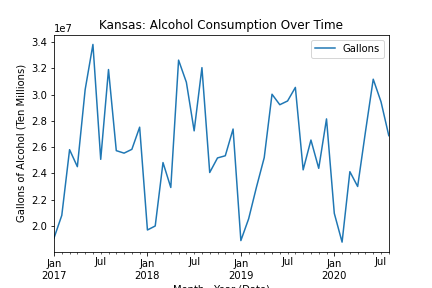 Kansas: Alcohol Consumption Over Time
1e7
Gallons
3.4
3.2
3.0
2.8
2.6
2.4
2.2
2.0
Gallons of Alcohol (Ten Millions)
Jan Jul Jan Jul Jan Jul Jan Jul
2017 2018 2019 2020
Month - Year (Date)